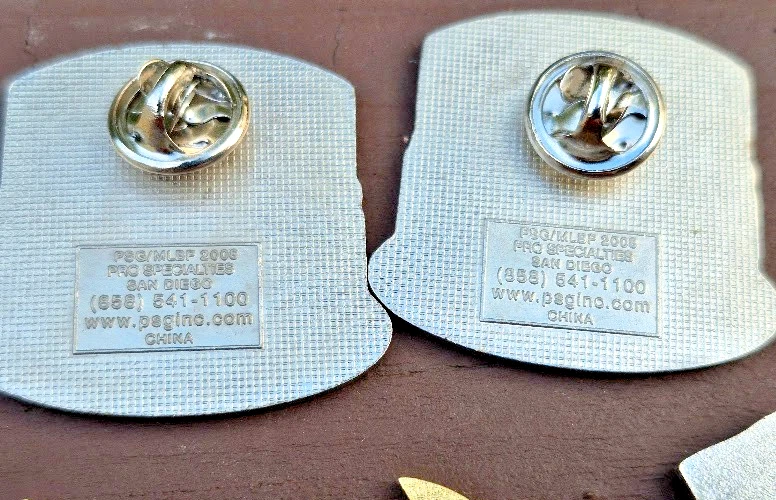 PSG/MLBP 2006
PRO SPECIALTIES
SAN DIEGO
(858) 541-1100
www.psginc.com
CHINA
PSG/MLBP 2006
PRO SPECIALTIES
SAN DIEGO
(858) 541-1100
www.psginc.com
CHINA